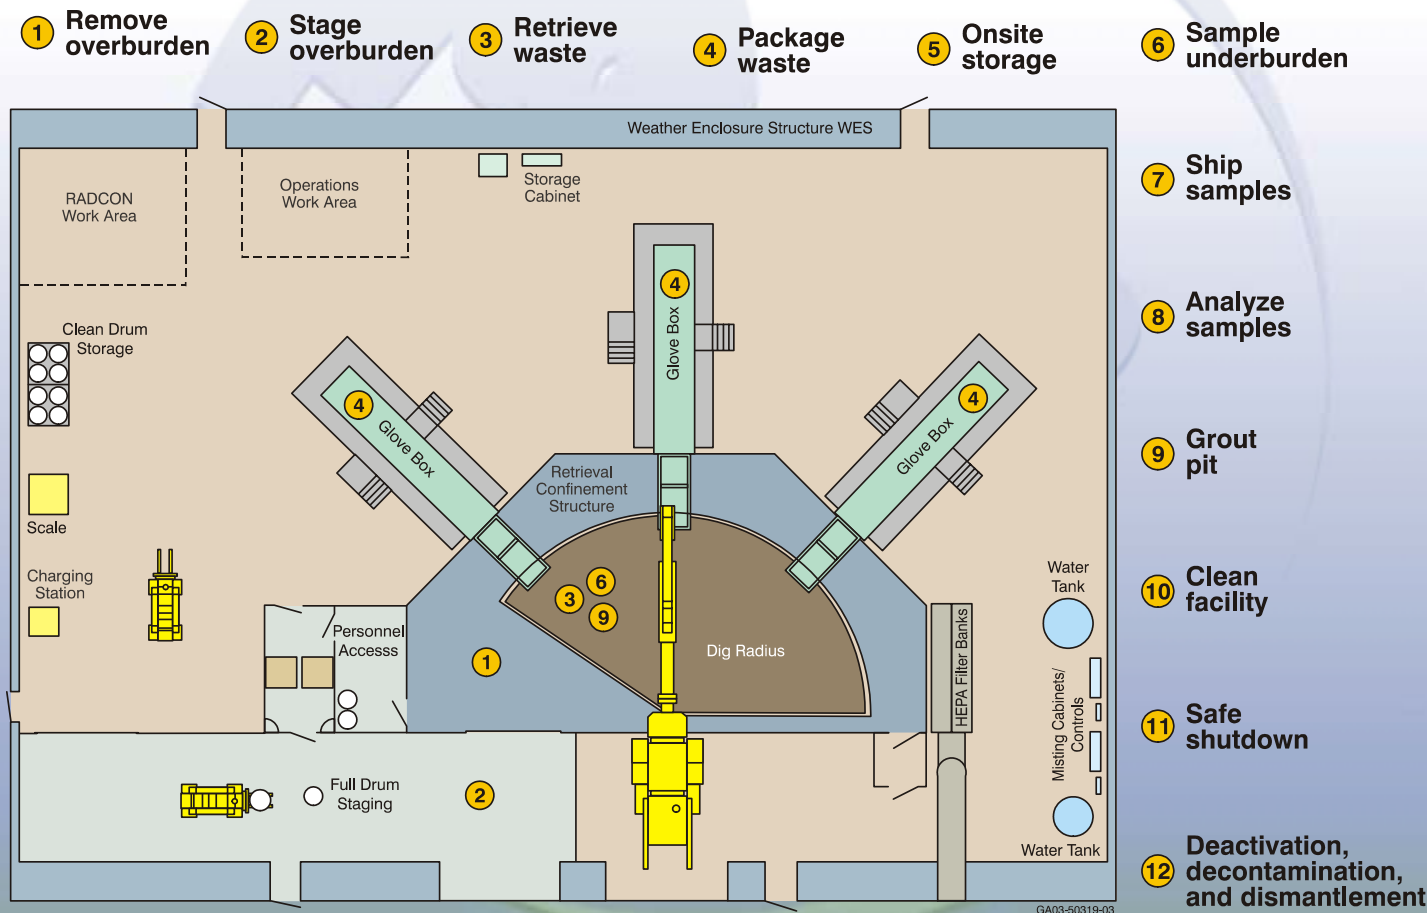 1 Remove
overburden
2 Stage
overburden
3 Retrieve
waste
4 Package
waste
5 Onsite
storage
6 Sample
underburden
7 Ship
samples
8 Analyze
samples
9 Grout
pit
10 Clean
facility
11 Safe
shutdown
12 Deactivation,
decontamination,
and dismantlement
Weather Enclosure Structure WES
RADCON
Work Area
Operations
Work Area
Storage
Cabinet
Clean Drum
Storage
Scale
Charging
Station
4
Glove Box
4
Glove Box
4
Glove Box
Retrieval
Confinement
Structure
3
6
9
Dig Radius
1
Personnel
Accesss
2
Full Drum
Staging
HEPA Filter Banks
Water
Tank
Misting Cabinets/
Controls
Water Tank
GA03-50319-03